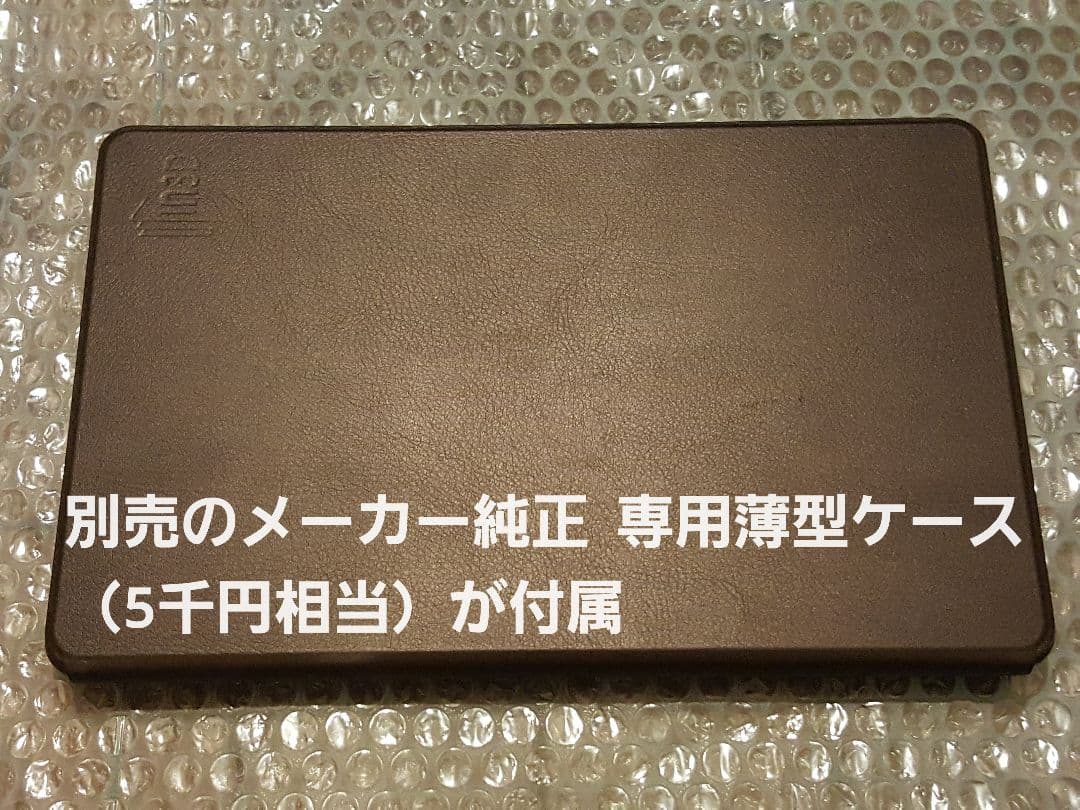 別売のメーカー純正 専用薄型ケース
（5千円相当）が付属